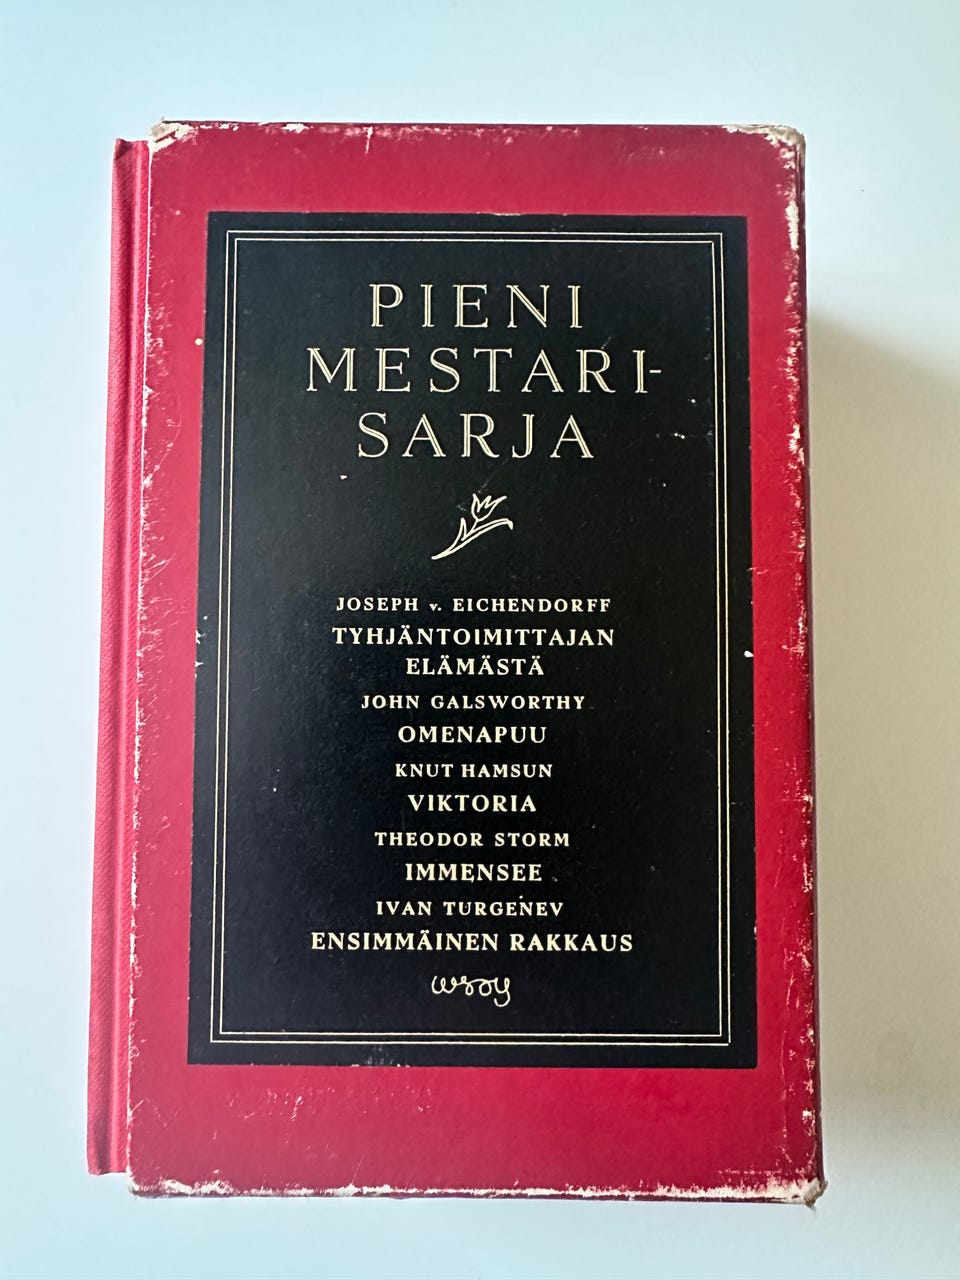 PIENI
MESTARI-
SARJA
JOSEPH v. EICHENDORFF
TYHJÄNTOIMITTAJAN
ELÄMÄSTÄ
JOHN GALSWORTHY
OMENAPUU
KNUT HAMSUN
VIKTORIA
THEODOR STORM
IMMENSEE
IVAN TURGENEV
ENSIMMÄINEN RAKKAUS
wsoy